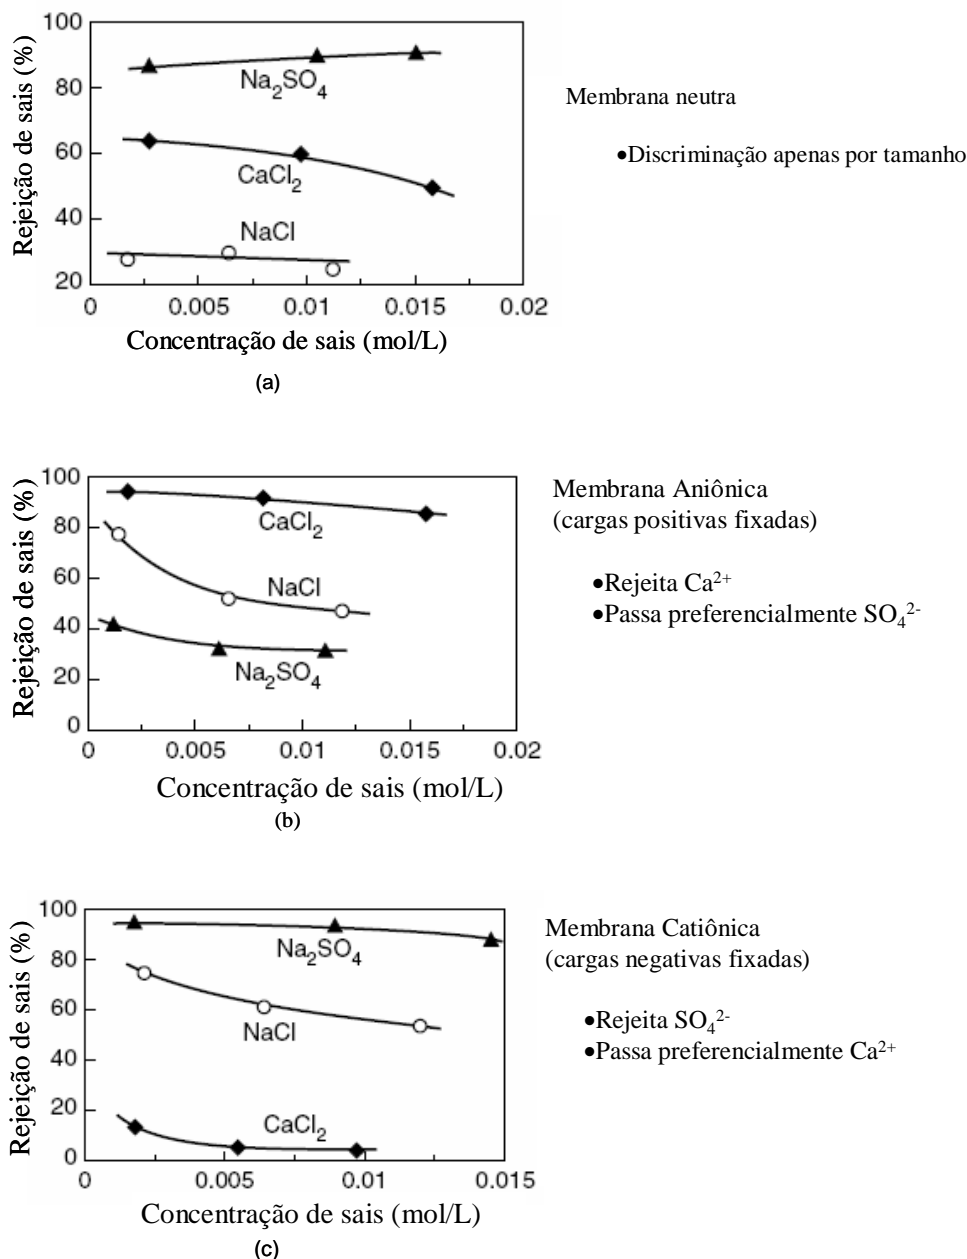 Rejeição de sais (%)
100
80
60
40
20
Na₂SO₄
CaCl₂
NaCl
0 0.005 0.01 0.015 0.02
Concentração de sais (mol/L)
(a)
Membrana neutra
•Discriminação apenas por tamanho
Rejeição de sais (%)
100
80
60
40
20
0
CaCl₂
NaCl
Na₂SO₄
0 0.005 0.01 0.015 0.02
Concentração de sais (mol/L)
(b)
Membrana Aniônica
(cargas positivas fixadas)
•Rejeita Ca²⁺
•Passa preferencialmente SO₄²⁻
Rejeição de sais (%)
100
80
60
40
20
0
Na₂SO₄
NaCl
CaCl₂
0 0.005 0.01 0.015
Concentração de sais (mol/L)
(c)
Membrana Catiônica
(cargas negativas fixadas)
•Rejeita SO₄²⁻
•Passa preferencialmente Ca²⁺